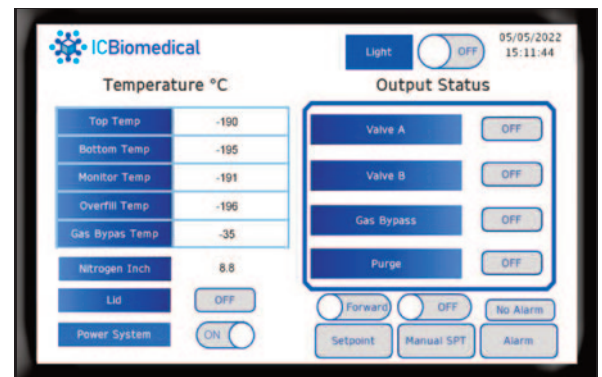 ICBiomedical
Light OFF
05/05/2022
15:11:44
Temperature °C
Top Temp -190
Bottom Temp -195
Monitor Temp -191
Overfill Temp -196
Gas Bypas Temp -35
Nitrogen Inch 8.8
Lid OFF
Power System ON
Output Status
Valve A OFF
Valve B OFF
Gas Bypass OFF
Purge OFF
Forward OFF No Alarm
Setpoint Manual SPT Alarm